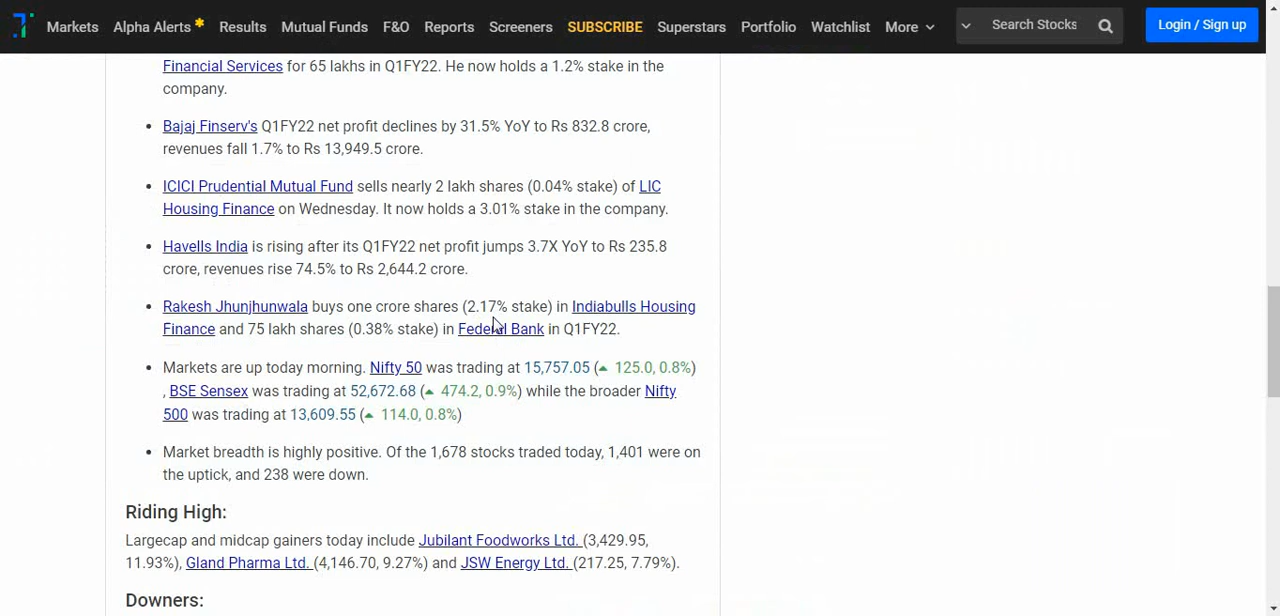 Markets Alpha Alerts Results Mutual Funds F&O Reports Screeners SUBSCRIBE Superstars Portfolio Watchlist More Search Stocks Login / Sign up
Financial Services for 65 lakhs in Q1FY22. He now holds a 1.2% stake in the
company.
• Bajaj Finserv's Q1FY22 net profit declines by 31.5% YoY to Rs 832.8 crore,
revenues fall 1.7% to Rs 13,949.5 crore.
• ICICI Prudential Mutual Fund sells nearly 2 lakh shares (0.04% stake) of LIC
Housing Finance on Wednesday. It now holds a 3.01% stake in the company.
• Havells India is rising after its Q1FY22 net profit jumps 3.7X YoY to Rs 235.8
crore, revenues rise 74.5% to Rs 2,644.2 crore.
• Rakesh Jhunjhunwala buys one crore shares (2.17% stake) in Indiabulls Housing
Finance and 75 lakh shares (0.38% stake) in Federal Bank in Q1FY22.
• Markets are up today morning. Nifty 50 was trading at 15,757.05 (▲ 125.0, 0.8%)
, BSE Sensex was trading at 52,672.68 (▲ 474.2, 0.9%) while the broader Nifty
500 was trading at 13,609.55 (▲ 114.0, 0.8%)
• Market breadth is highly positive. Of the 1,678 stocks traded today, 1,401 were on
the uptick, and 238 were down.
Riding High:
Largecap and midcap gainers today include Jubilant Foodworks Ltd. (3,429.95,
11.93%), Gland Pharma Ltd. (4,146.70, 9.27%) and JSW Energy Ltd. (217.25, 7.79%).
Downers: